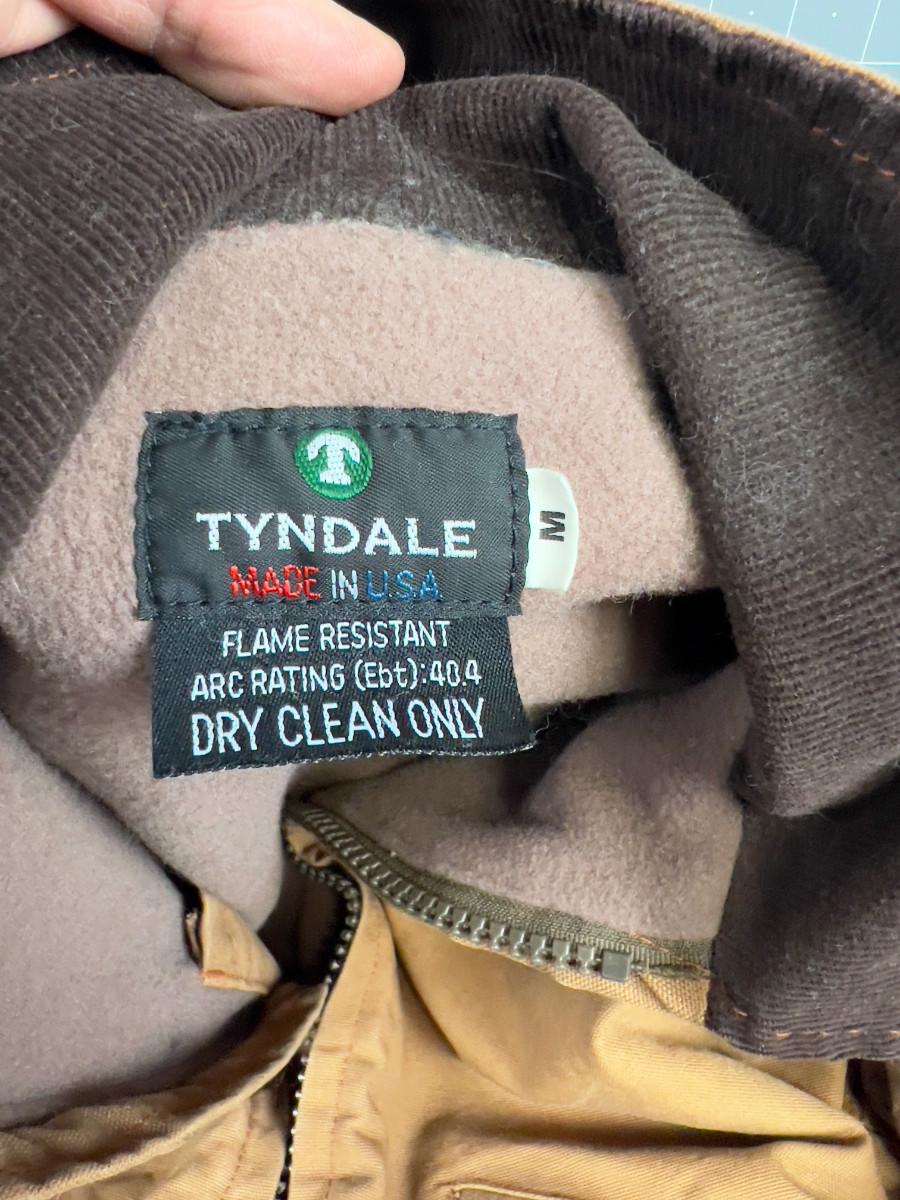 T
TYNDALE
MADE IN USA
M
FLAME RESISTANT
ARC RATING (Ebt):40.4
DRY CLEAN ONLY